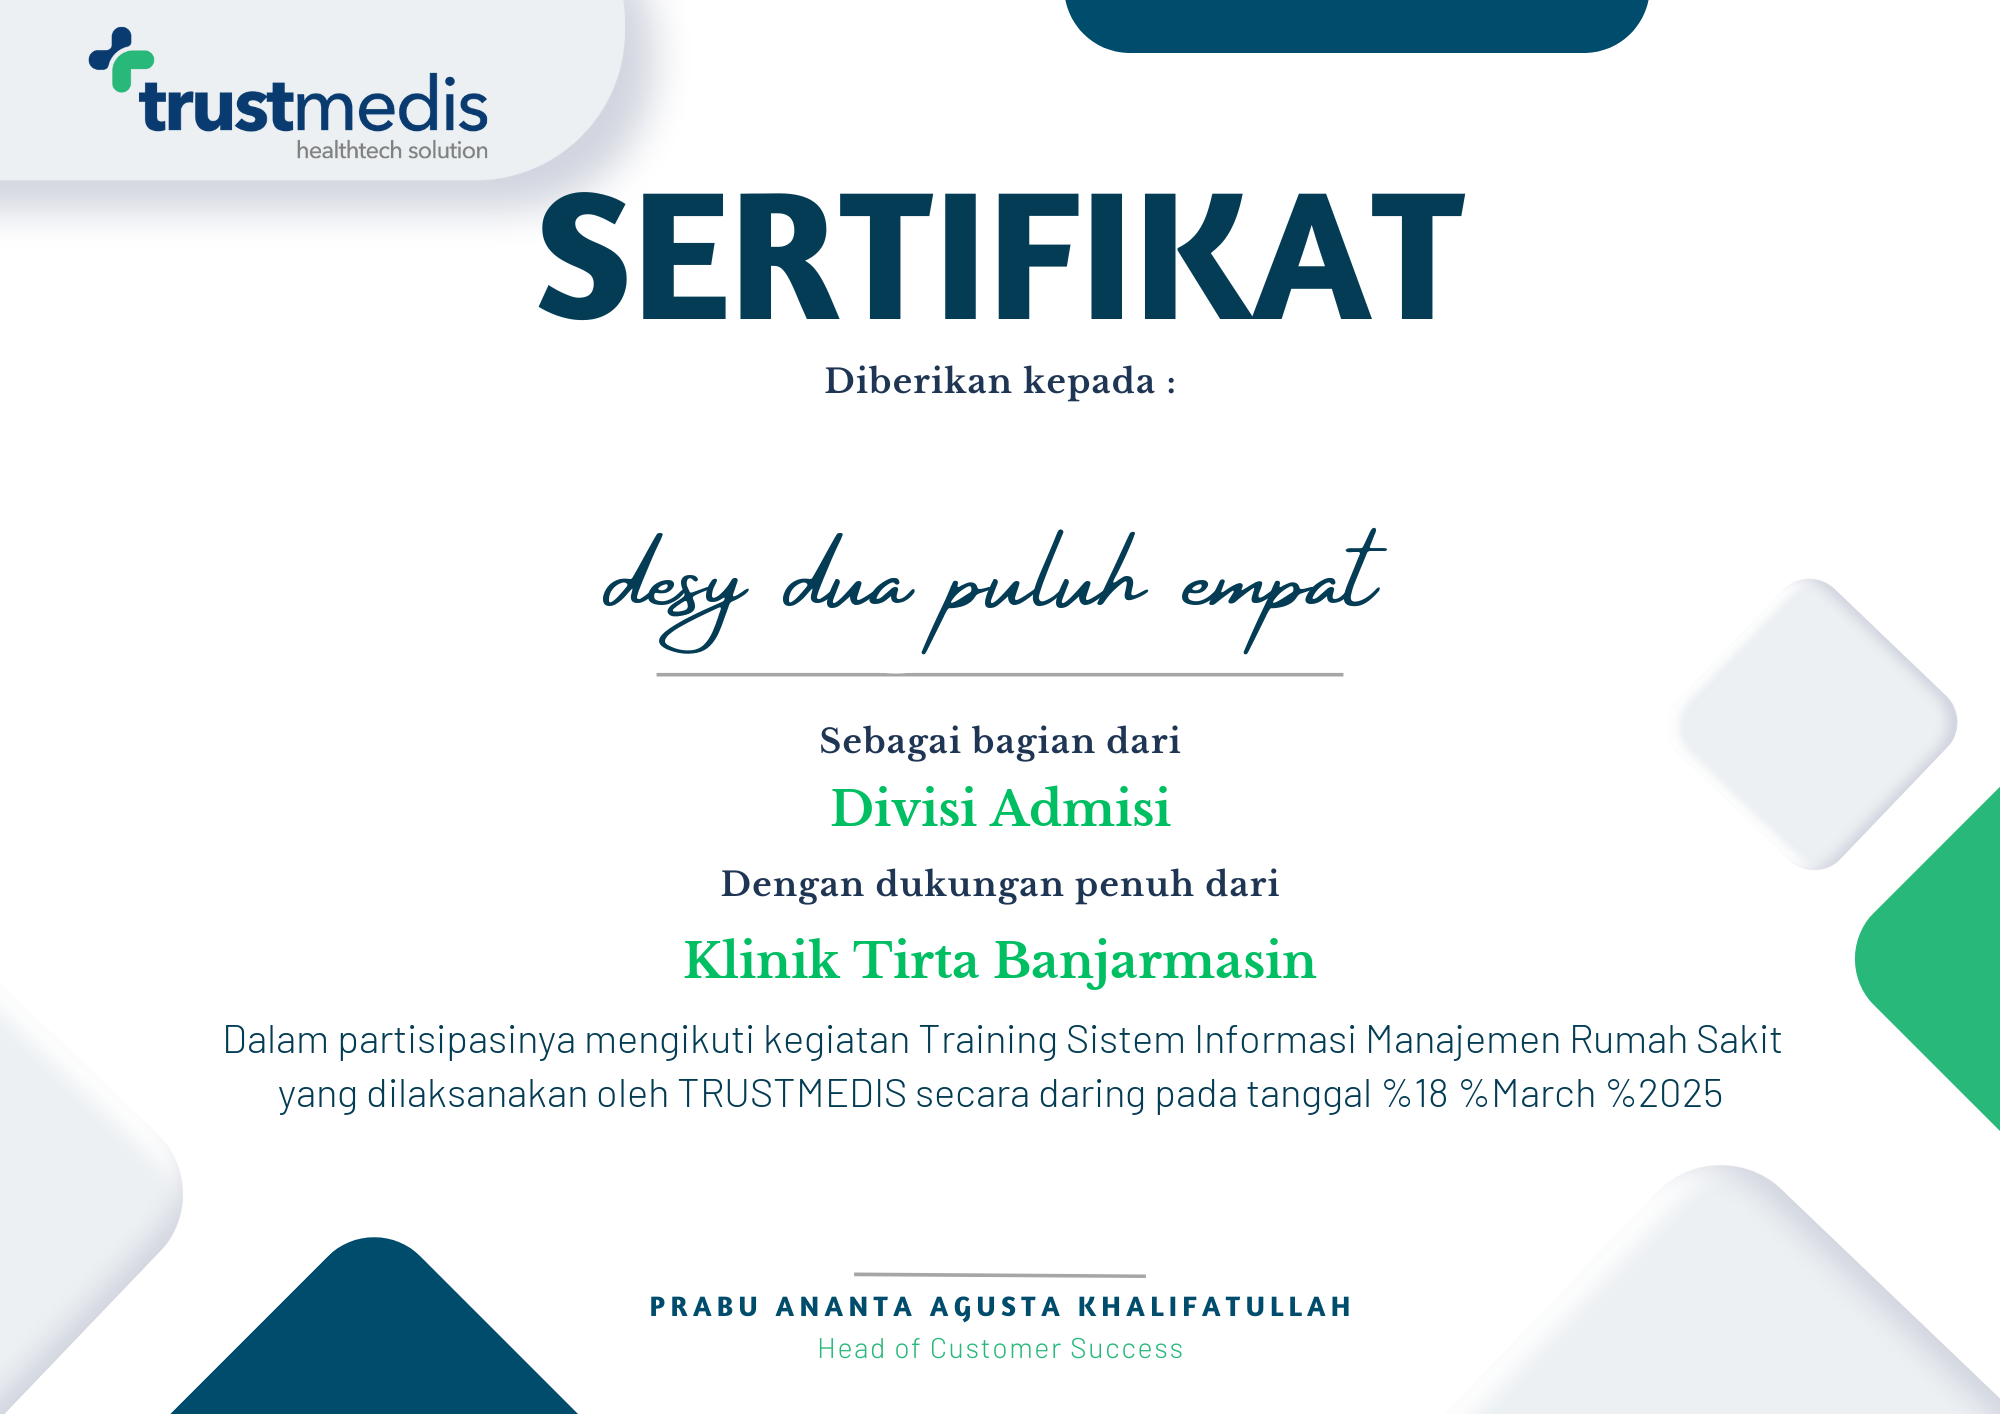 trustmedis
healthtech solution
SERTIFIKAT
Diberikan kepada :
desy dua puluh empat
Sebagai bagian dari
Divisi Admisi
Dengan dukungan penuh dari
Klinik Tirta Banjarmasin
Dalam partisipasinya mengikuti kegiatan Training Sistem Informasi Manajemen Rumah Sakit
yang dilaksanakan oleh TRUSTMEDIS secara daring pada tanggal %18 %March %2025
PRABU ANANTA AGUSTA KHALIFATULLAH
Head of Customer Success